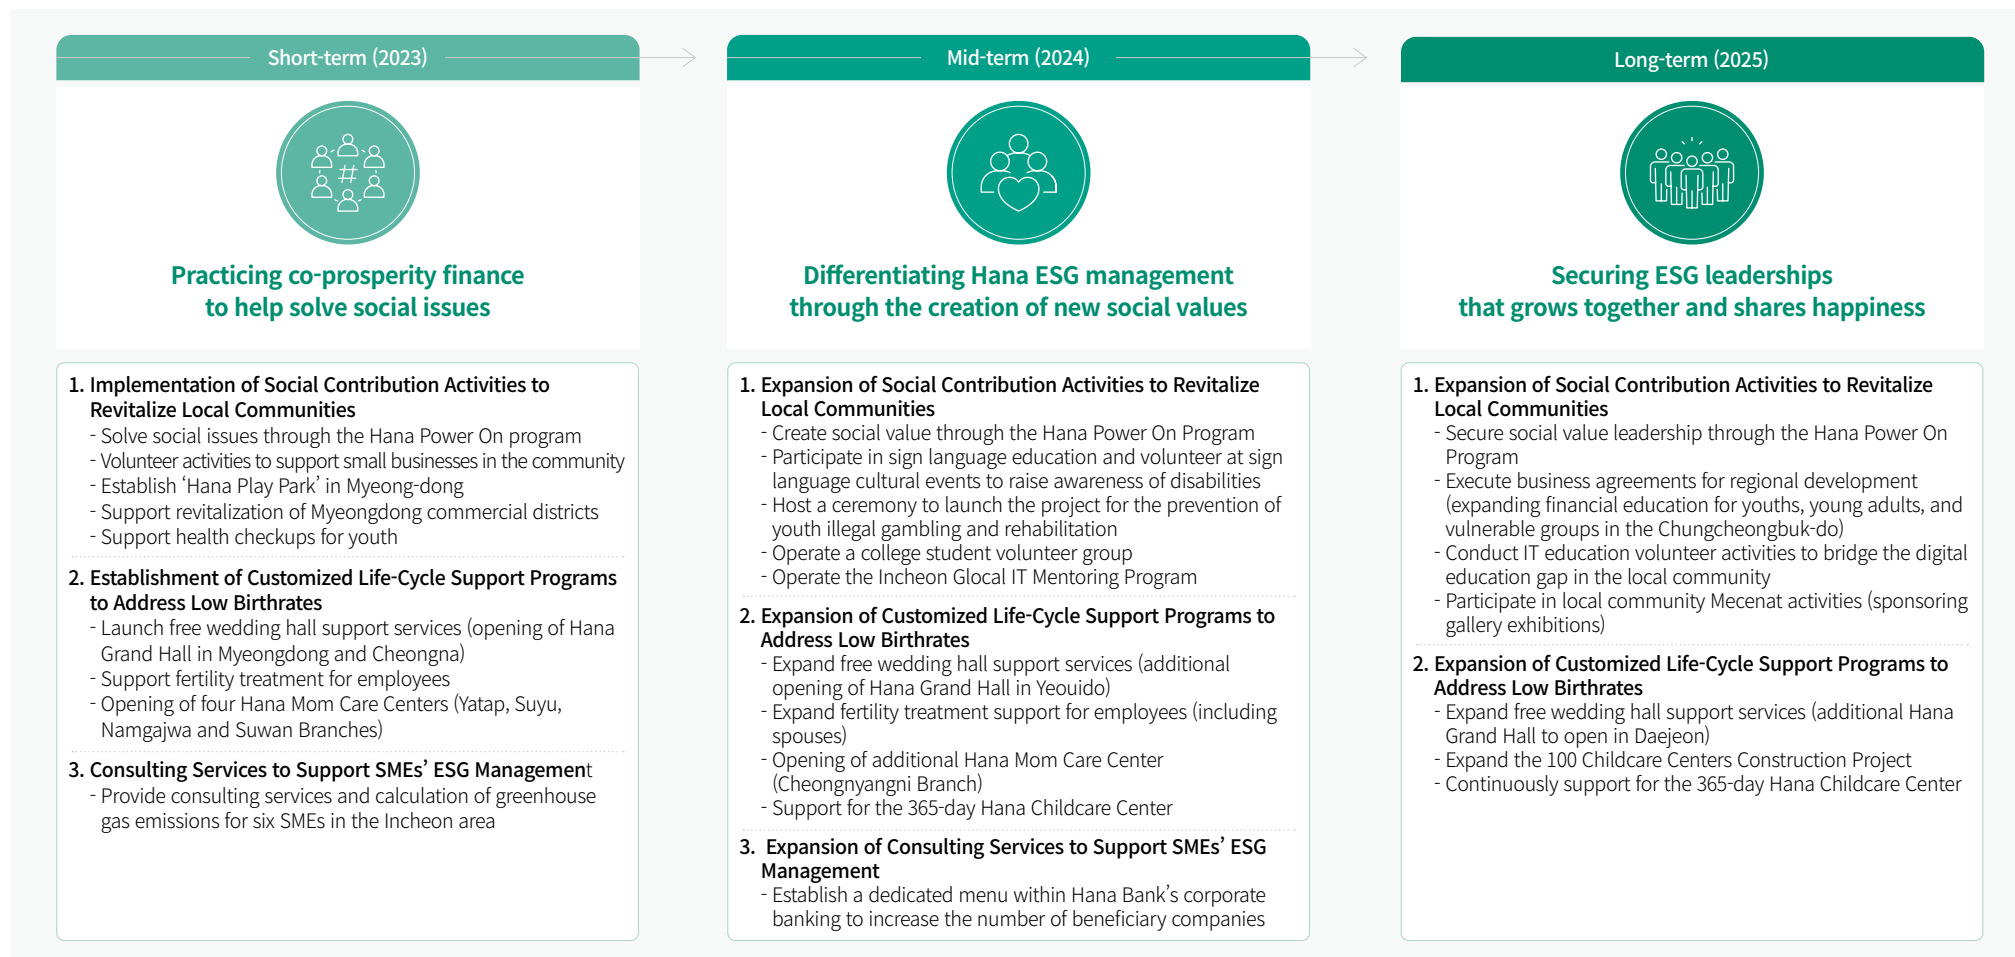 Short-term (2023)
#
Practicing co-prosperity finance
to help solve social issues
1. Implementation of Social Contribution Activities to
Revitalize Local Communities
- Solve social issues through the Hana Power On program
- Volunteer activities to support small businesses in the community
- Establish ‘Hana Play Park’ in Myeong-dong
- Support revitalization of Myeongdong commercial districts
- Support health checkups for youth
2. Establishment of Customized Life-Cycle Support Programs
to Address Low Birthrates
- Launch free wedding hall support services (opening of Hana
Grand Hall in Myeongdong and Cheongna)
- Support fertility treatment for employees
- Opening of four Hana Mom Care Centers (Yatap, Suyu,
Namgajwa and Suwan Branches)
3. Consulting Services to Support SMEs’ ESG Management
- Provide consulting services and calculation of greenhouse
gas emissions for six SMEs in the Incheon area
Mid-term (2024)
Differentiating Hana ESG management
through the creation of new social values
1. Expansion of Social Contribution Activities to Revitalize
Local Communities
- Create social value through the Hana Power On Program
- Participate in sign language education and volunteer at sign
language cultural events to raise awareness of disabilities
- Host a ceremony to launch the project for the prevention of
youth illegal gambling and rehabilitation
- Operate a college student volunteer group
- Operate the Incheon Glocal IT Mentoring Program
2. Expansion of Customized Life-Cycle Support Programs to
Address Low Birthrates
- Expand free wedding hall support services (additional
opening of Hana Grand Hall in Yeouido)
- Expand fertility treatment support for employees (including
spouses)
- Opening of additional Hana Mom Care Center
(Cheongnyangni Branch)
- Support for the 365-day Hana Childcare Center
3. Expansion of Consulting Services to Support SMEs’ ESG
Management
- Establish a dedicated menu within Hana Bank’s corporate
banking to increase the number of beneficiary companies
Long-term (2025)
Securing ESG leaderships
that grows together and shares happiness
1. Expansion of Social Contribution Activities to Revitalize
Local Communities
- Secure social value leadership through the Hana Power On
Program
- Execute business agreements for regional development
(expanding financial education for youths, young adults, and
vulnerable groups in the Chungcheongbuk-do)
- Conduct IT education volunteer activities to bridge the digital
education gap in the local community
- Participate in local community Mecenat activities (sponsoring
gallery exhibitions)
2. Expansion of Customized Life-Cycle Support Programs to
Address Low Birthrates
- Expand free wedding hall support services (additional Hana
Grand Hall to open in Daejeon)
- Expand the 100 Childcare Centers Construction Project
- Continuously support for the 365-day Hana Childcare Center